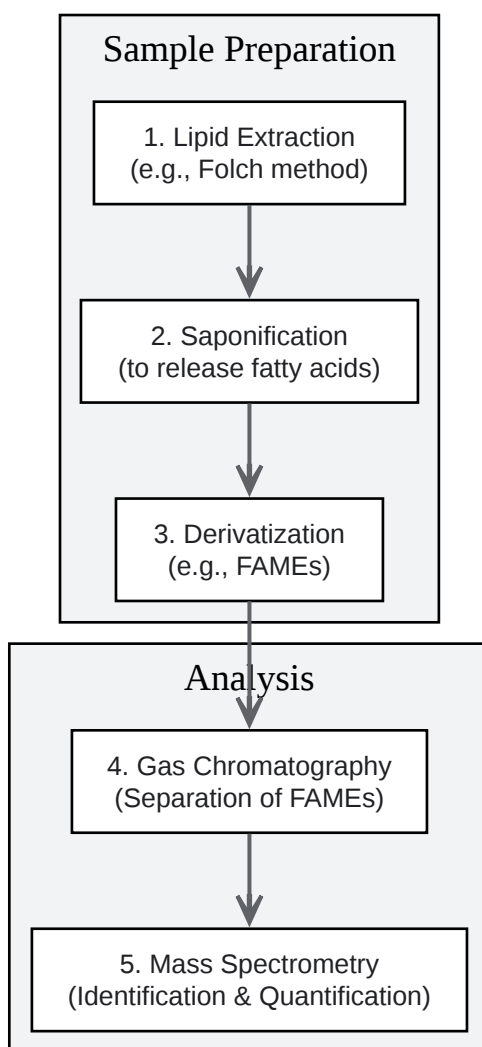 Sample Preparation
1. Lipid Extraction
(e.g., Folch method)
2. Saponification
(to release fatty acids)
3. Derivatization
(e.g., FAMEs)
Analysis
4. Gas Chromatography
(Separation of FAMEs)
5. Mass Spectrometry
(Identification & Quantification)